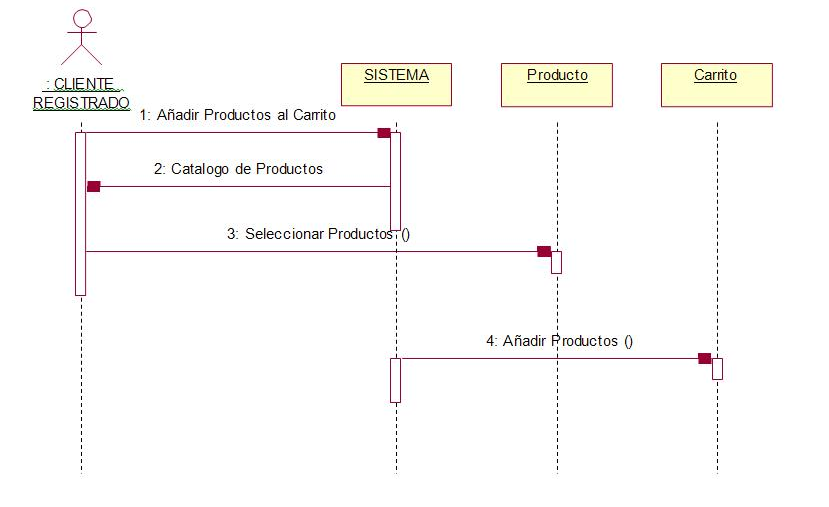 : CLIENTE
REGISTRADO
SISTEMA
Producto
Carrito
1: Añadir Productos al Carrito
2: Catalogo de Productos
3: Seleccionar Productos ()
4: Añadir Productos ()